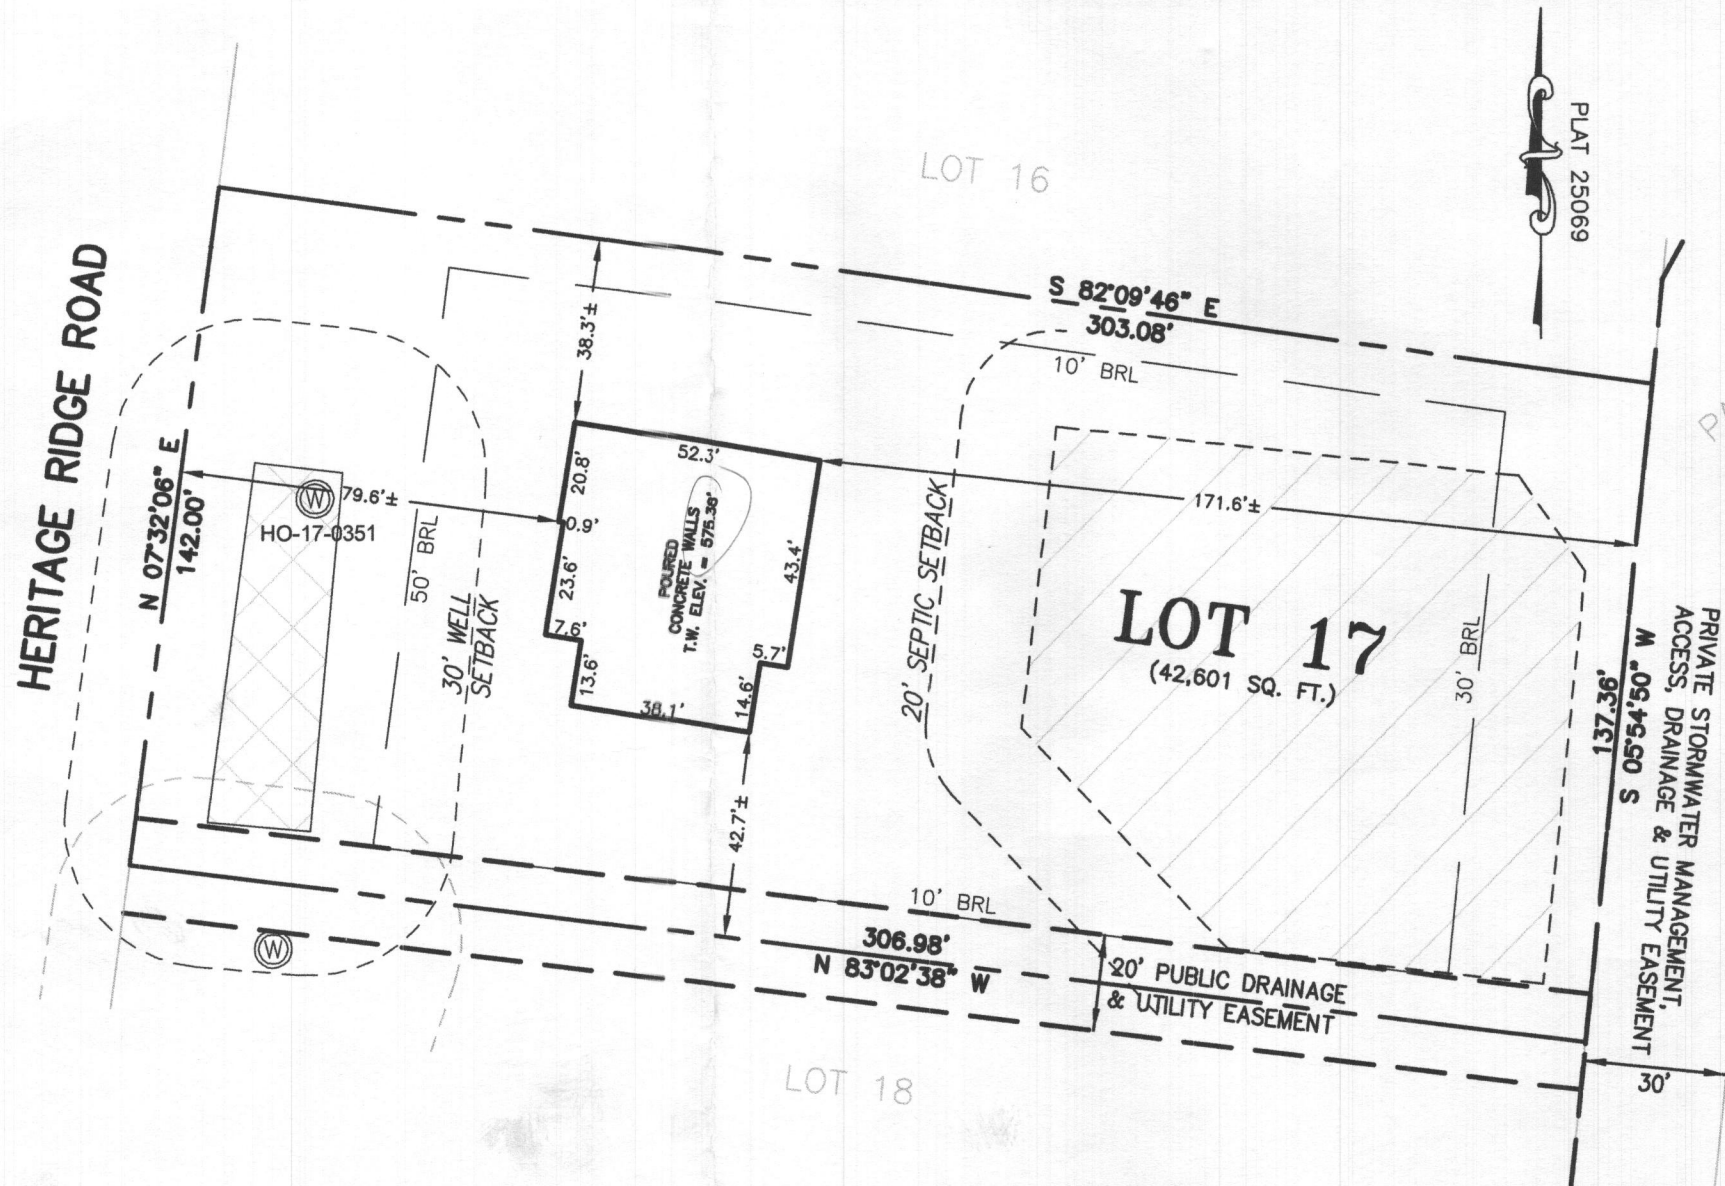 PLAT 25069
LOT 16
HERITAGE RIDGE ROAD
S 82°09'46" E
303.08'
10' BRL
38.3'±
52.3'
20.8'
0.9'
23.6'
7.6'
13.6'
38.1'
14.6'
5.7'
43.4'
POURED
CONCRETE WALLS
T.W. ELEV. = 575.38'
N 07°32'06" E
142.00'
79.6'±
W
HO-17-0351
50' BRL
30' WELL
SETBACK
171.6'±
20' SEPTIC SETBACK
LOT 17
(42,601 SQ. FT.)
30' BRL
S 05°54'50" W
137.36'
PRIVATE STORMWATER MANAGEMENT,
ACCESS, DRAINAGE & UTILITY EASEMENT
42.7'±
10' BRL
306.98'
N 83°02'38" W
20' PUBLIC DRAINAGE
& UTILITY EASEMENT
30'
W
LOT 18